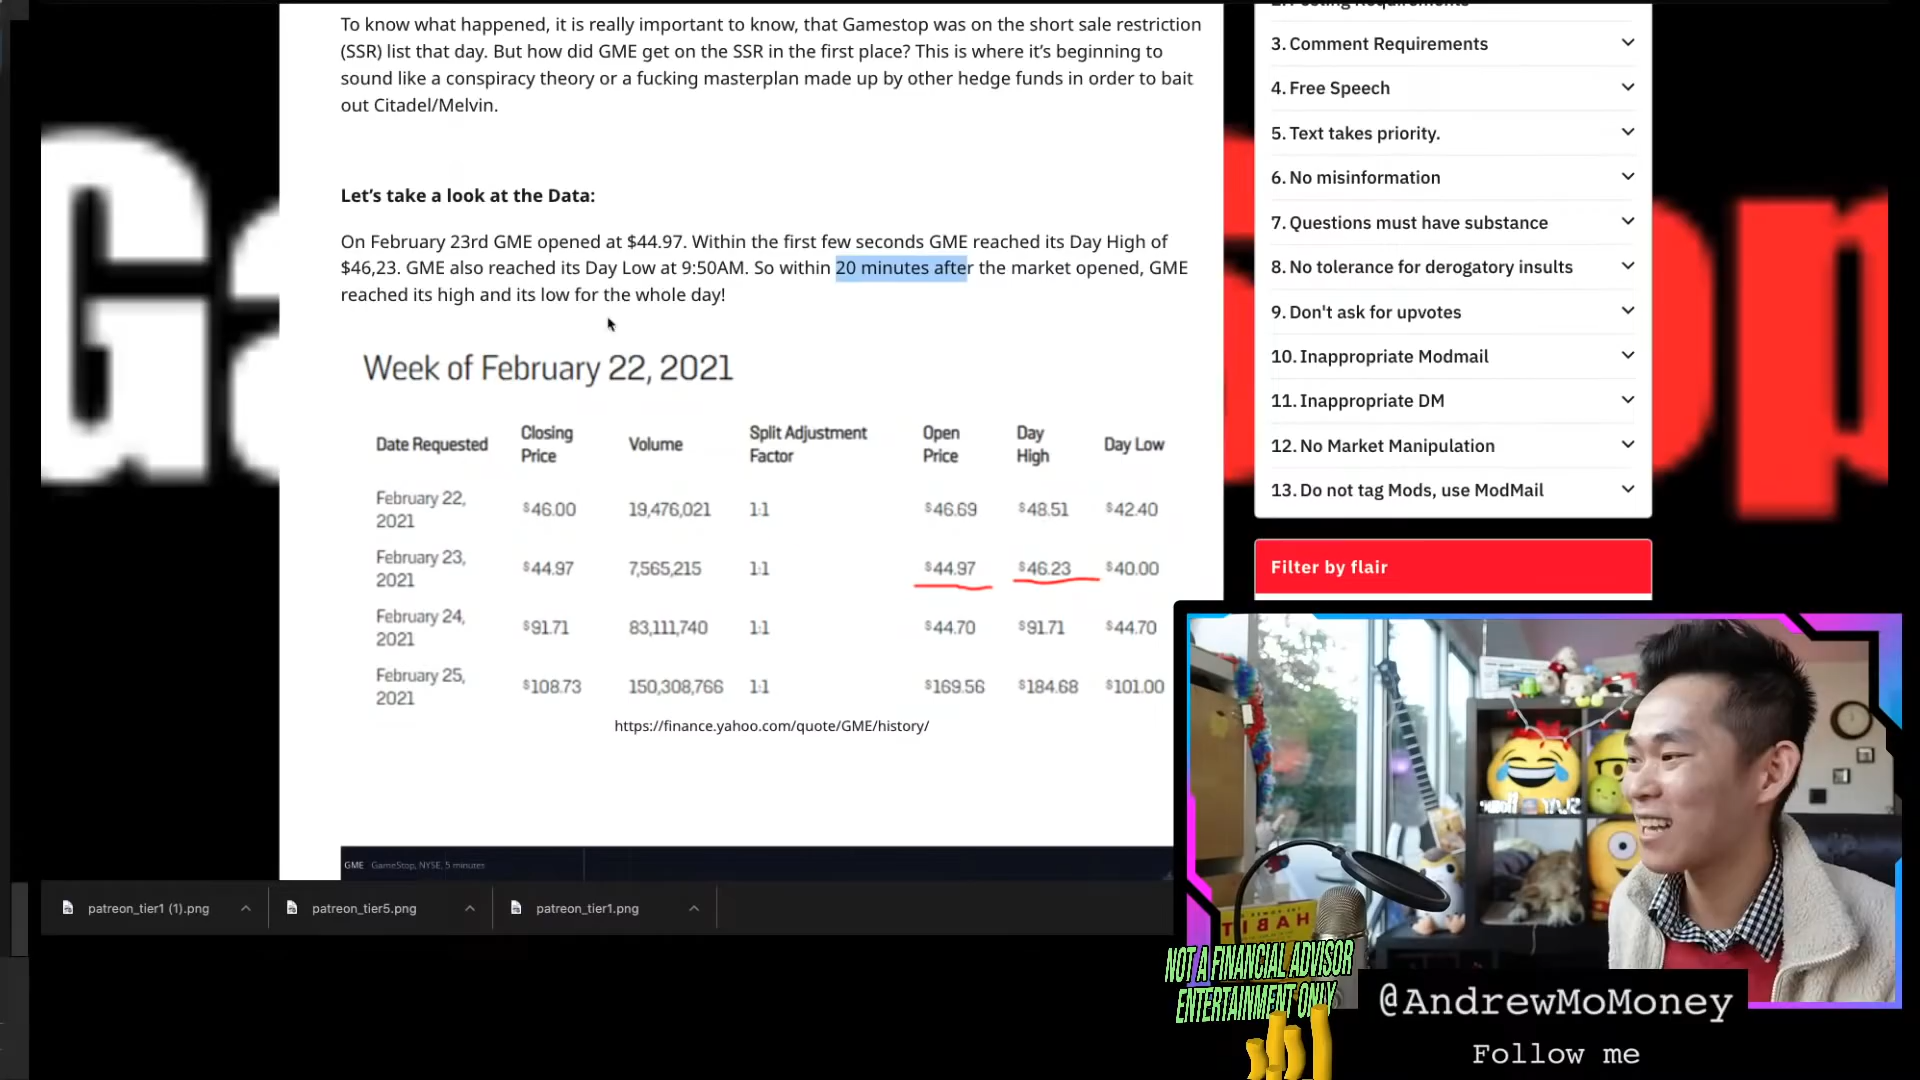 To know what happened, it is really important to know, that Gamestop was on the short sale restriction
(SSR) list that day. But how did GME get on the SSR in the first place? This is where it’s beginning to
sound like a conspiracy theory or a fucking masterplan made up by other hedge funds in order to bait
out Citadel/Melvin.
Let’s take a look at the Data:
On February 23rd GME opened at $44.97. Within the first few seconds GME reached its Day High of
$46,23. GME also reached its Day Low at 9:50AM. So within 20 minutes after the market opened, GME
reached its high and its low for the whole day!
Week of February 22, 2021
Date Requested Closing Price Volume Split Adjustment Factor Open Price Day High Day Low
February 22, 2021 $46.00 19,476,021 1:1 $46.69 $48.51 $42.40
February 23, 2021 $44.97 7,565,215 1:1 $44.97 $46.23 $40.00
February 24, 2021 $91.71 83,111,740 1:1 $44.70 $91.71 $44.70
February 25, 2021 $108.73 150,308,766 1:1 $169.56 $184.68 $101.00
https://finance.yahoo.com/quote/GME/history/
GME GameStop, NYSE, 5 minutes
2. Posting Requirements
3. Comment Requirements
4. Free Speech
5. Text takes priority.
6. No misinformation
7. Questions must have substance
8. No tolerance for derogatory insults
9. Don't ask for upvotes
10. Inappropriate Modmail
11. Inappropriate DM
12. No Market Manipulation
13. Do not tag Mods, use ModMail
Filter by flair
patreon_tier1 (1).png
patreon_tier5.png
patreon_tier1.png
HABIT
NOT A FINANCIAL ADVISOR
ENTERTAINMENT ONLY
@AndrewMoMoney
Follow me